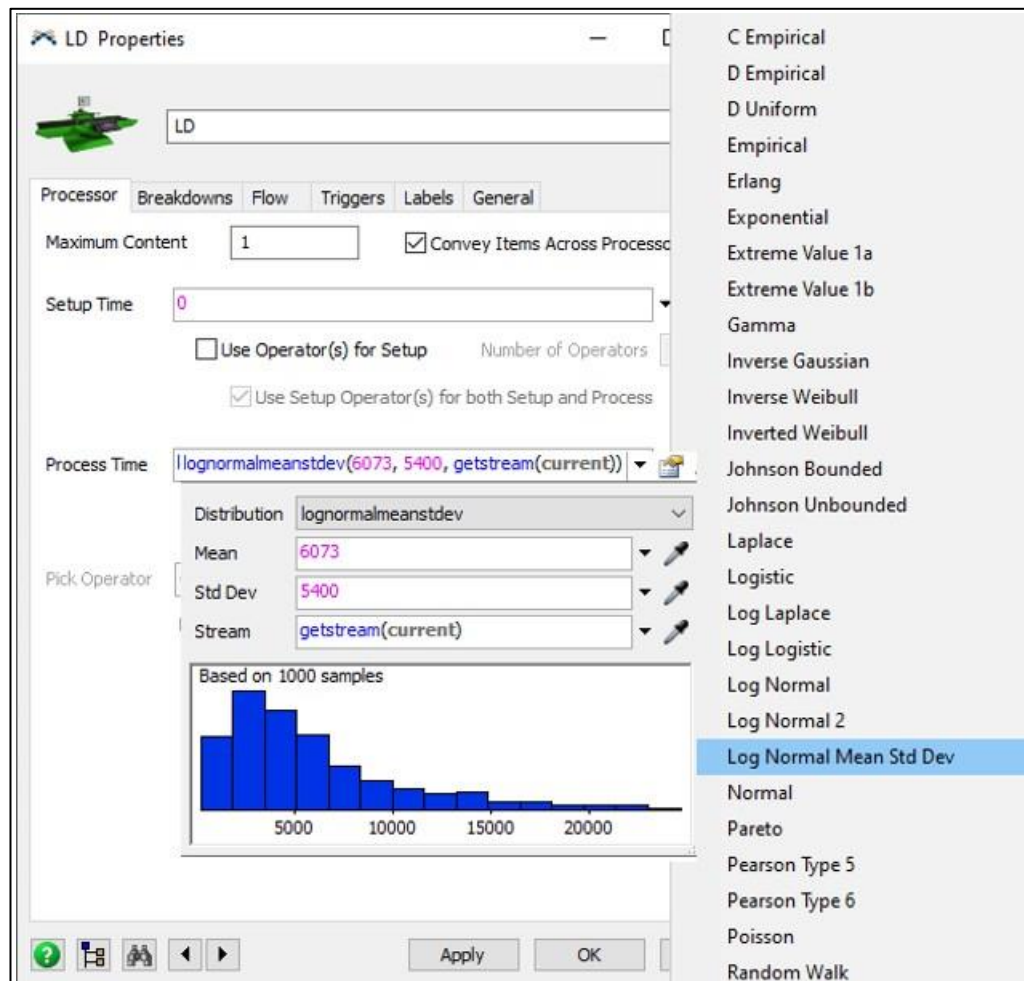 LD Properties
LD
Processor Breakdowns Flow Triggers Labels General
Maximum Content 1 Convey Items Across Processo
Setup Time 0
Use Operator(s) for Setup Number of Operators
Use Setup Operator(s) for both Setup and Process
Process Time lognormalmeanstdev(6073, 5400, getstream(current))
Distribution lognormalmeanstdev
Mean 6073
Pick Operator
Std Dev 5400
Stream getstream(current)
Based on 1000 samples
5000 10000 15000 20000
Apply OK
C Empirical
D Empirical
D Uniform
Empirical
Erlang
Exponential
Extreme Value 1a
Extreme Value 1b
Gamma
Inverse Gaussian
Inverse Weibull
Inverted Weibull
Johnson Bounded
Johnson Unbounded
Laplace
Logistic
Log Laplace
Log Logistic
Log Normal
Log Normal 2
Log Normal Mean Std Dev
Normal
Pareto
Pearson Type 5
Pearson Type 6
Poisson
Random Walk